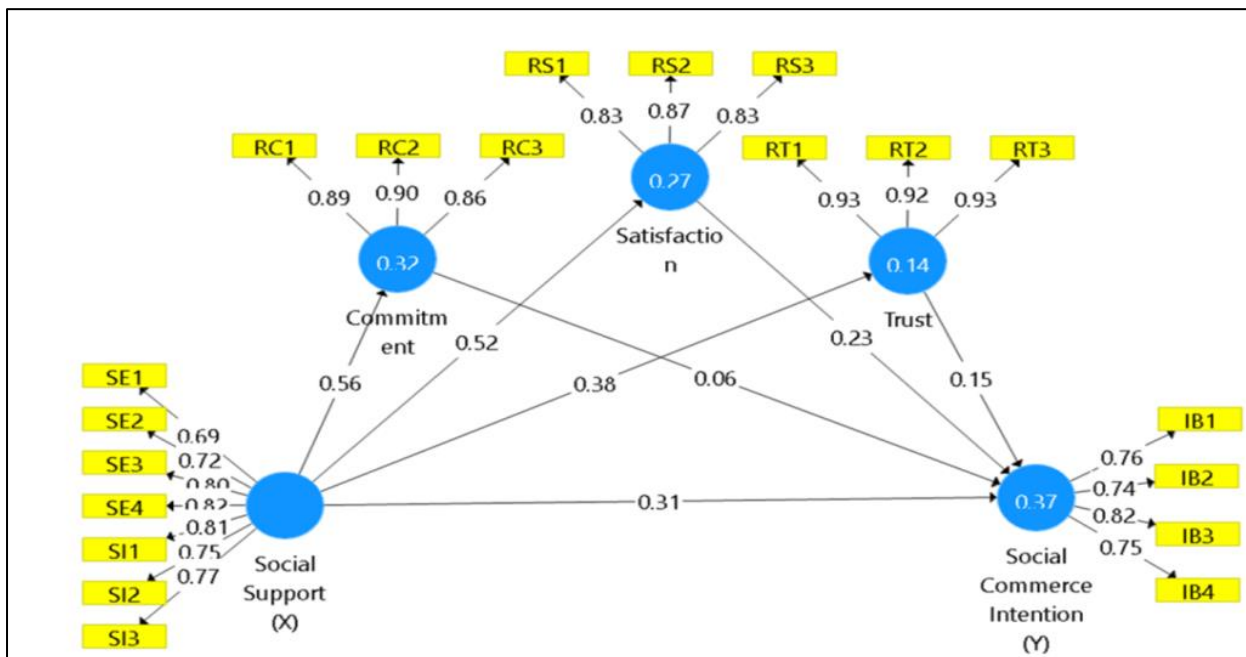 RS1
RS2
RS3
0.83
0.87
0.83
RC1
RC2
RC3
0.89
0.90
0.86
RT1
RT2
RT3
0.93
0.92
0.93
0.27
Satisfactio
n
0.32
Commitm
ent
0.14
Trust
0.56
0.52
0.38
0.06
0.23
0.15
0.31
SE1
SE2
SE3
SE4
SI1
SI2
SI3
0.69
0.72
0.80
0.82
0.81
0.75
0.77
Social
Support
(X)
0.37
Social
Commerce
Intention
(Y)
0.76
0.74
0.82
0.75
IB1
IB2
IB3
IB4